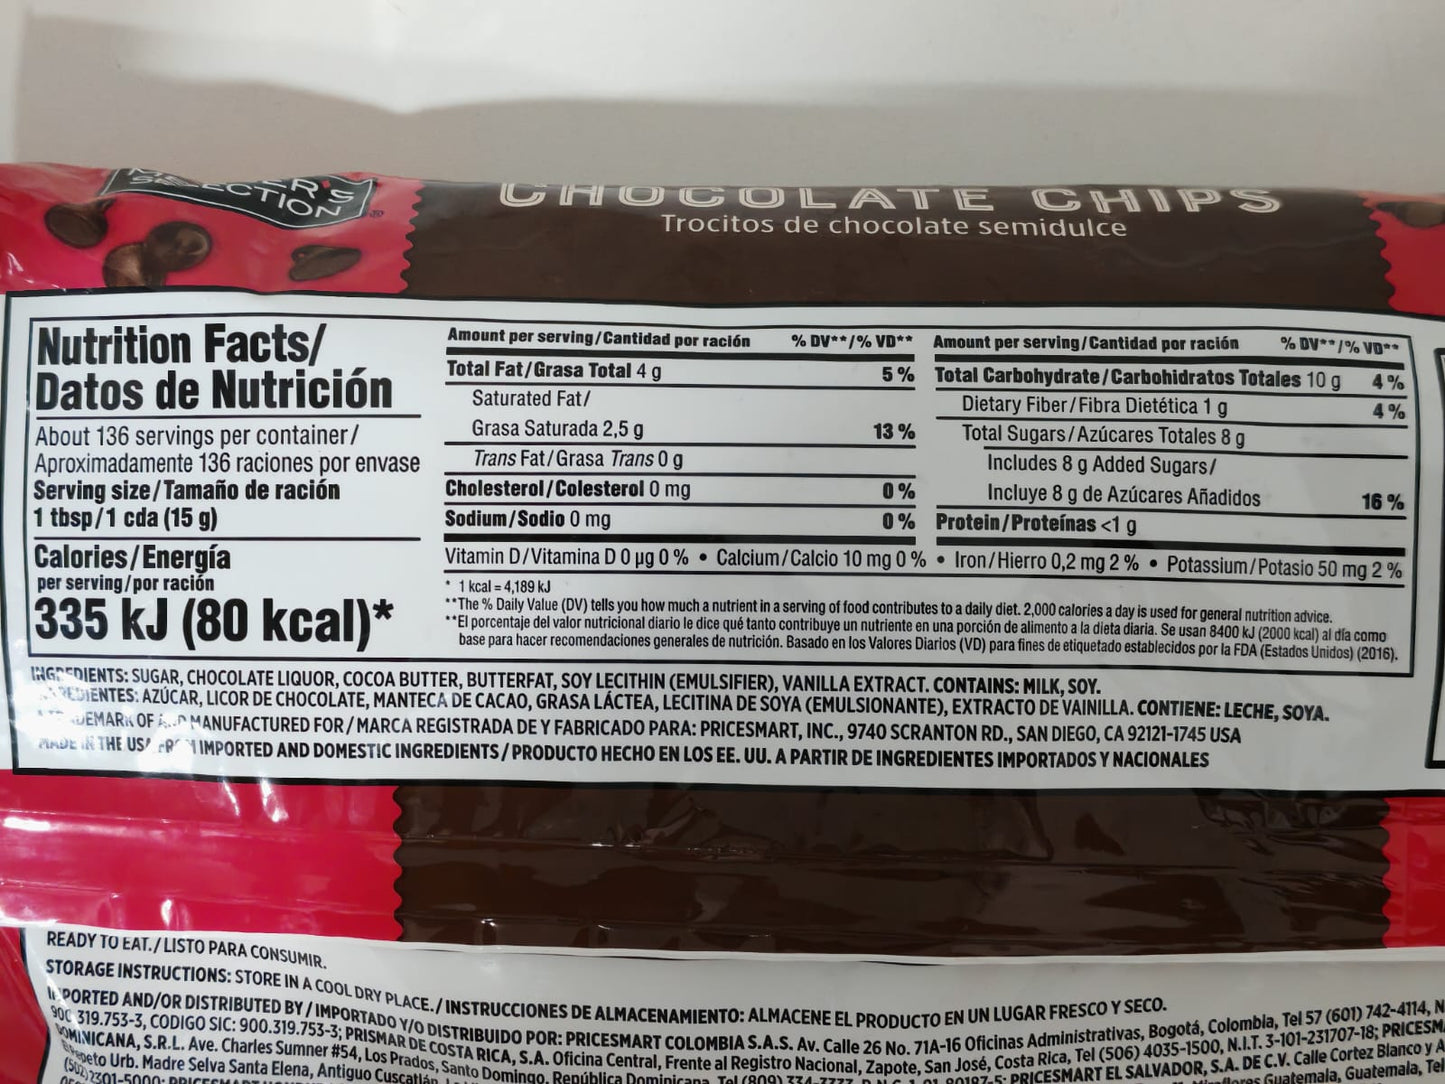 SELECTION
CHOCOLATE CHIPS
Trocitos de chocolate semidulce
Nutrition Facts/
Datos de Nutrición
About 136 servings per container/
Aproximadamente 136 raciones por envase
Serving size/Tamaño de ración
1 tbsp/1 cda (15 g)
Calories/Energía
per serving/por ración
335 kJ (80 kcal)*
Amount per serving/Cantidad por ración % DV**/% VD**
Total Fat/Grasa Total 4 g 5 %
Saturated Fat/
Grasa Saturada 2,5 g 13 %
Trans Fat/Grasa Trans 0 g
Cholesterol/Colesterol 0 mg 0 %
Sodium/Sodio 0 mg 0 %
Amount per serving/Cantidad por ración % DV**/% VD**
Total Carbohydrate/Carbohidratos Totales 10 g 4 %
Dietary Fiber/Fibra Dietética 1 g 4 %
Total Sugars/Azúcares Totales 8 g
Includes 8 g Added Sugars/
Incluye 8 g de Azúcares Añadidos 16 %
Protein/Proteínas <1 g
Vitamin D/Vitamina D 0 µg 0 % • Calcium/Calcio 10 mg 0 % • Iron/Hierro 0,2 mg 2 % • Potassium/Potasio 50 mg 2 %
* 1 kcal = 4,189 kJ
**The % Daily Value (DV) tells you how much a nutrient in a serving of food contributes to a daily diet. 2,000 calories a day is used for general nutrition advice.
**El porcentaje del valor nutricional diario le dice qué tanto contribuye un nutriente en una porción de alimento a la dieta diaria. Se usan 8400 kJ (2000 kcal) al día como
base para hacer recomendaciones generales de nutrición. Basado en los Valores Diarios (VD) para fines de etiquetado establecidos por la FDA (Estados Unidos) (2016).
INGREDIENTS: SUGAR, CHOCOLATE LIQUOR, COCOA BUTTER, BUTTERFAT, SOY LECITHIN (EMULSIFIER), VANILLA EXTRACT. CONTAINS: MILK, SOY.
AZÚCAR, LICOR DE CHOCOLATE, MANTECA DE CACAO, GRASA LÁCTEA, LECITINA DE SOYA (EMULSIONANTE), EXTRACTO DE VAINILLA. CONTIENE: LECHE, SOYA.
OF MANUFACTURED FOR / MARCA REGISTRADA DE Y FABRICADO PARA: PRICESMART, INC., 9740 SCRANTON RD., SAN DIEGO, CA 92121-1745 USA
MADE IN THE IMPORTED AND DOMESTIC INGREDIENTS / PRODUCTO HECHO EN LOS EE. UU. A PARTIR DE INGREDIENTES IMPORTADOS Y NACIONALES
READY TO EAT./LISTO PARA CONSUMIR.
STORAGE INSTRUCTIONS: STORE IN A COOL DRY PLACE./INSTRUCCIONES DE ALMACENAMIENTO: ALMACENE EL PRODUCTO EN UN LUGAR FRESCO Y SECO.
AND/OR DISTRIBUTED BY / IMPORTADO Y/O DISTRIBUIDO POR: PRICESMART COLOMBIA S.A.S. Av. Calle 26 No. 71A-16 Oficinas Administrativas, Bogotá, Colombia, Tel 57 (601) 742-4114, N
319.753-3, CODIGO SIC: 900.319.753-3; PRISMAR DE COSTA RICA, S.A. Oficina Central, Frente al Registro Nacional, Zapote, San José, Costa Rica, Tel (506) 4035-1500, N.I.T. 3-101-231707-18; PRICESM
S.R.L. Ave. Charles Sumner #54, Los Prados, Santo Domingo, República Dominicana, Tel (809) PRICESMART EL SALVADOR, S.A. DE C.V. Calle Cortez Blanco y A
Urb. Madre Selva Santa Elena, Antiguo Cuscatlán Guatemala, Guatemala, Tel